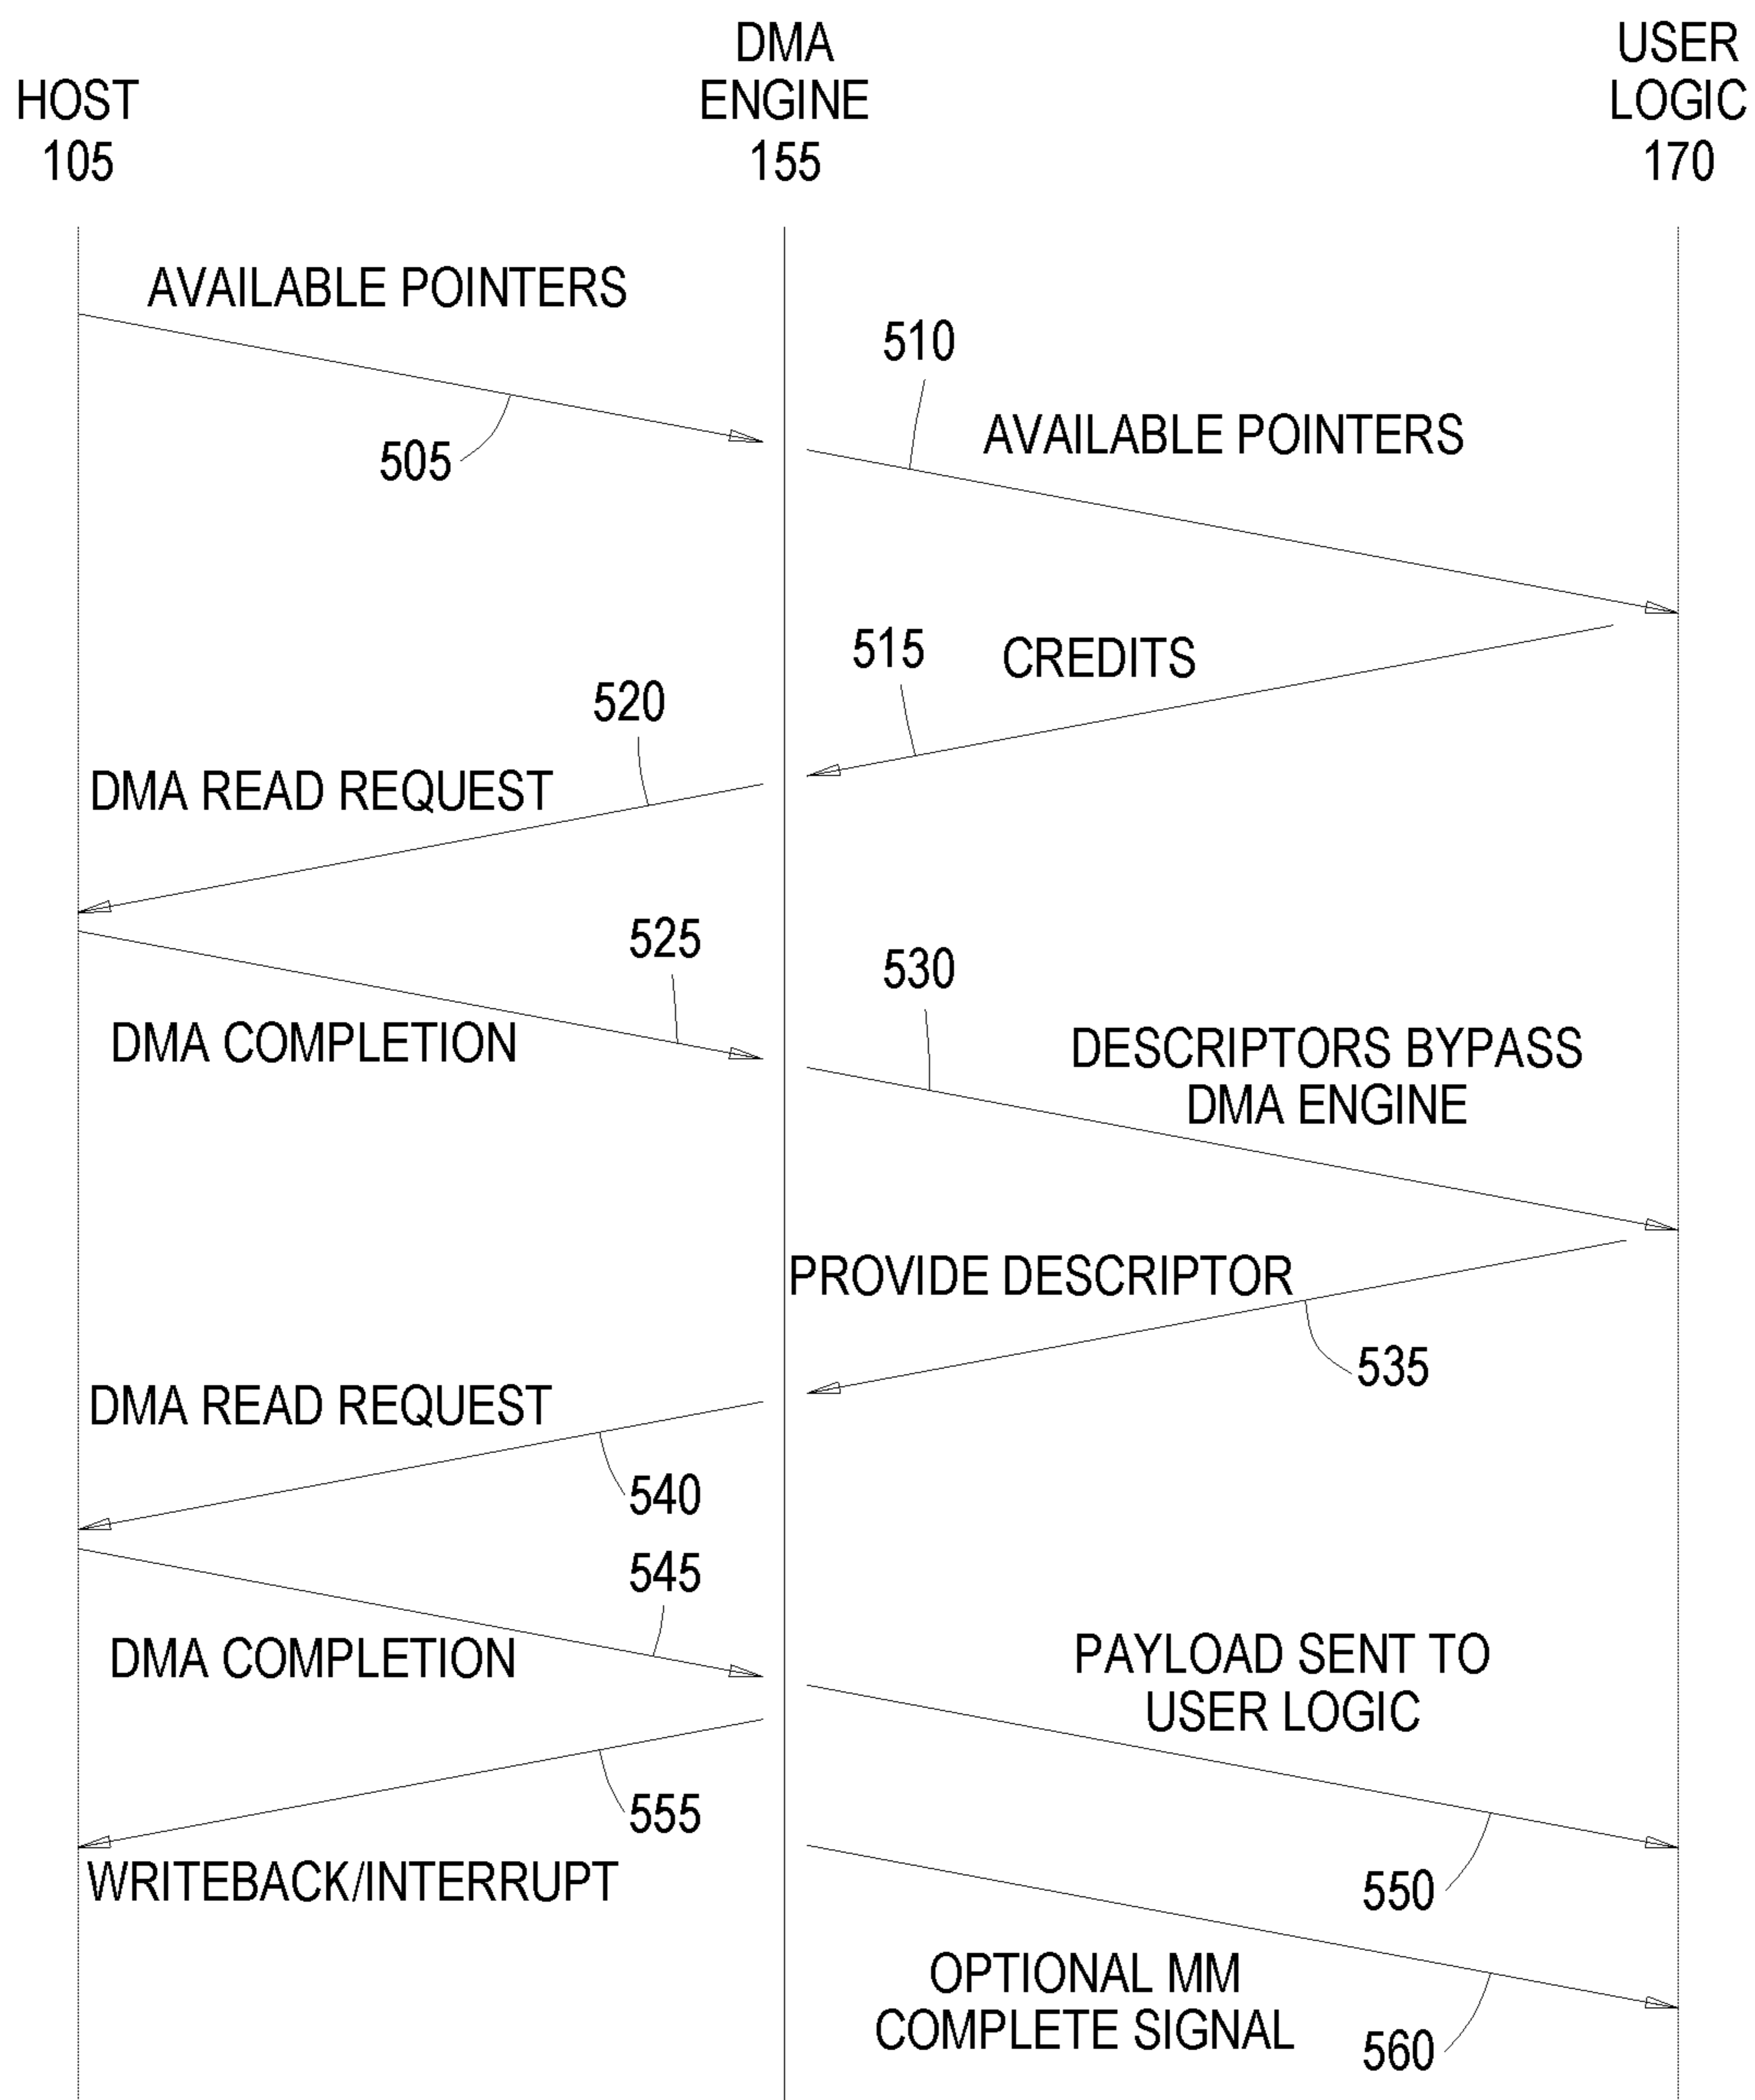 HOST
105
DMA
ENGINE
155
USER
LOGIC
170
AVAILABLE POINTERS
505
510
AVAILABLE POINTERS
515
CREDITS
520
DMA READ REQUEST
525
DMA COMPLETION
530
DESCRIPTORS BYPASS
DMA ENGINE
PROVIDE DESCRIPTOR
535
DMA READ REQUEST
540
545
DMA COMPLETION
PAYLOAD SENT TO
USER LOGIC
550
555
WRITEBACK/INTERRUPT
OPTIONAL MM
COMPLETE SIGNAL
560